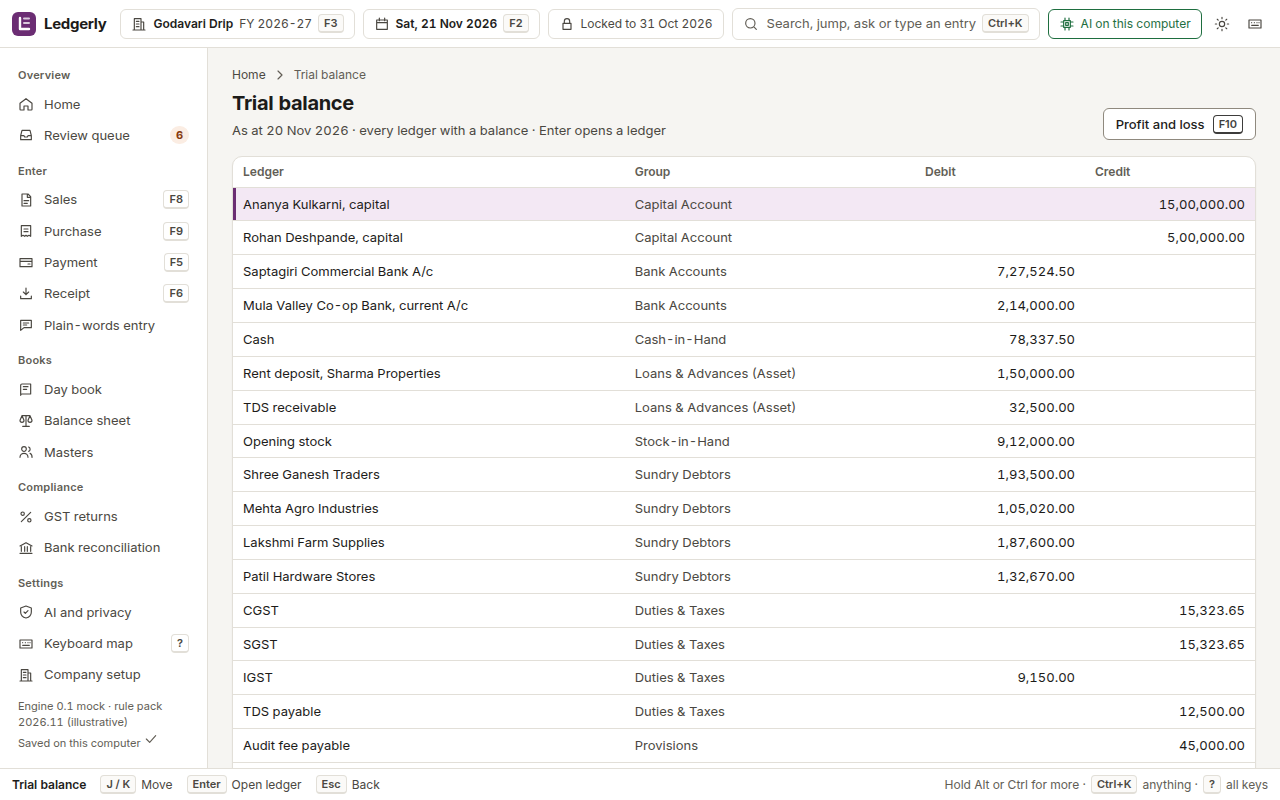 Ledgerly
Godavari Drip FY 2026-27 F3
Sat, 21 Nov 2026 F2
Locked to 31 Oct 2026
Search, jump, ask or type an entry Ctrl+K
AI on this computer
Overview
Home
Review queue 6
Enter
Sales F8
Purchase F9
Payment F5
Receipt F6
Plain-words entry
Books
Day book
Balance sheet
Masters
Compliance
GST returns
Bank reconciliation
Settings
AI and privacy
Keyboard map ?
Company setup
Engine 0.1 mock · rule pack
2026.11 (illustrative)
Saved on this computer
Home > Trial balance
Trial balance
As at 20 Nov 2026 · every ledger with a balance · Enter opens a ledger
Profit and loss F10
Ledger Group Debit Credit
Ananya Kulkarni, capital Capital Account 15,00,000.00
Rohan Deshpande, capital Capital Account 5,00,000.00
Saptagiri Commercial Bank A/c Bank Accounts 7,27,524.50
Mula Valley Co-op Bank, current A/c Bank Accounts 2,14,000.00
Cash Cash-in-Hand 78,337.50
Rent deposit, Sharma Properties Loans & Advances (Asset) 1,50,000.00
TDS receivable Loans & Advances (Asset) 32,500.00
Opening stock Stock-in-Hand 9,12,000.00
Shree Ganesh Traders Sundry Debtors 1,93,500.00
Mehta Agro Industries Sundry Debtors 1,05,020.00
Lakshmi Farm Supplies Sundry Debtors 1,87,600.00
Patil Hardware Stores Sundry Debtors 1,32,670.00
CGST Duties & Taxes 15,323.65
SGST Duties & Taxes 15,323.65
IGST Duties & Taxes 9,150.00
TDS payable Duties & Taxes 12,500.00
Audit fee payable Provisions 45,000.00
Trial balance J / K Move Enter Open ledger Esc Back
Hold Alt or Ctrl for more · Ctrl+K anything · ? all keys